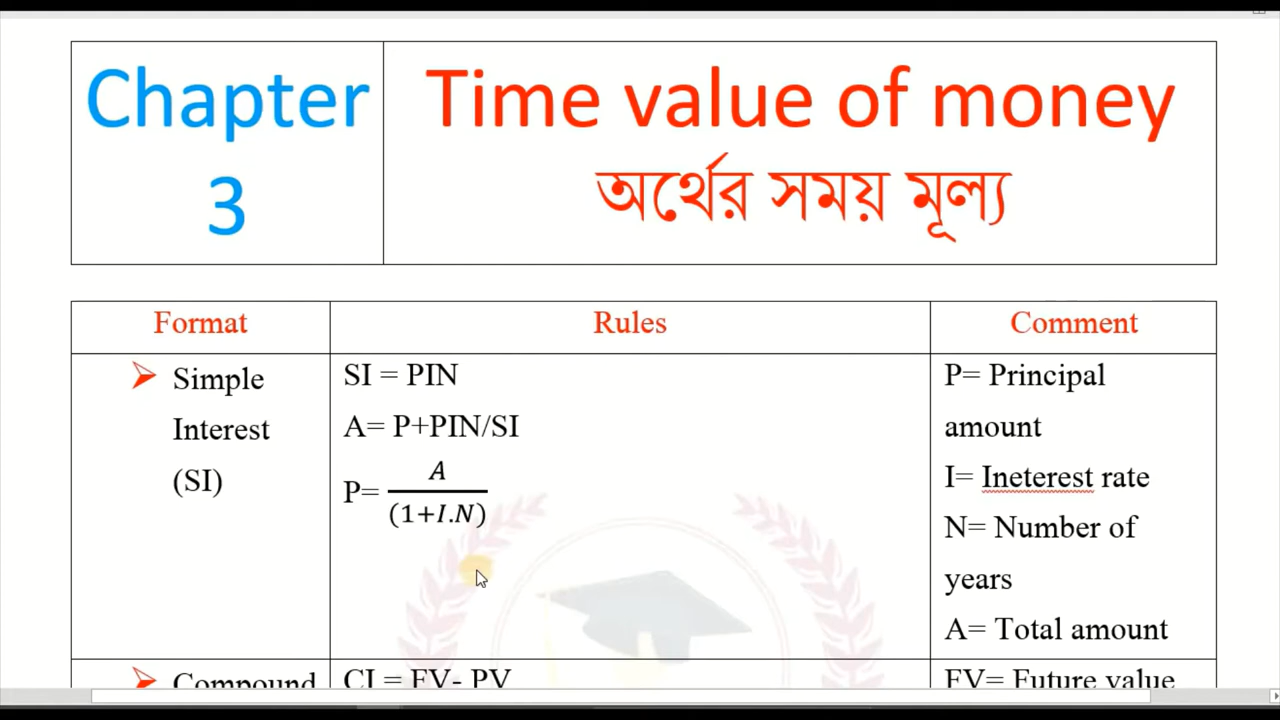 Chapter
3
Time value of money
অর্থের সময় মূল্য
Format
Rules
Comment
Simple
Interest
(SI)
SI = PIN
A= P+PIN/SI
P= A/(1+I.N)
P= Principal
amount
I= Ineterest rate
N= Number of
years
A= Total amount
Compound
CI = FV- PV
FV= Future value